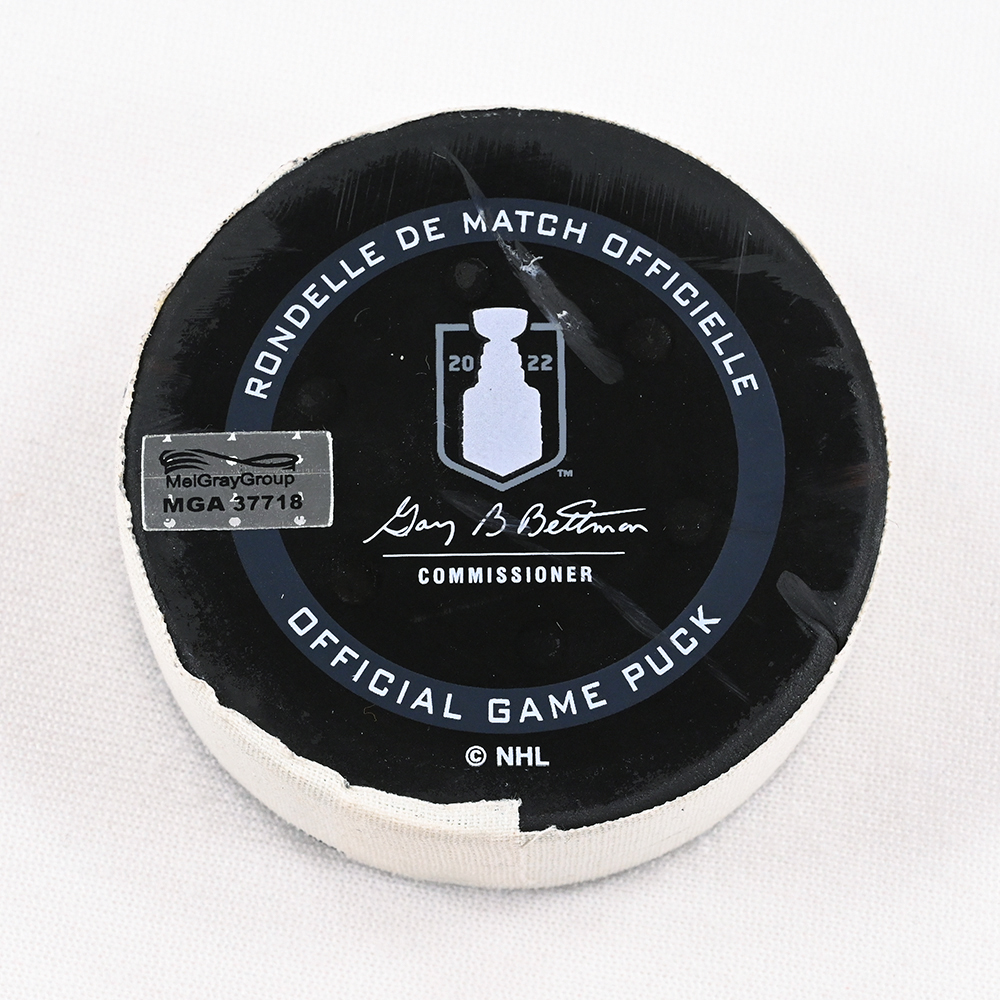 RONDELLE DE MATCH OFFICIELLE
20 22
TM
MeiGrayGroup
MGA 37718
Gary B Bettman
COMMISSIONER
OFFICIAL GAME PUCK
© NHL